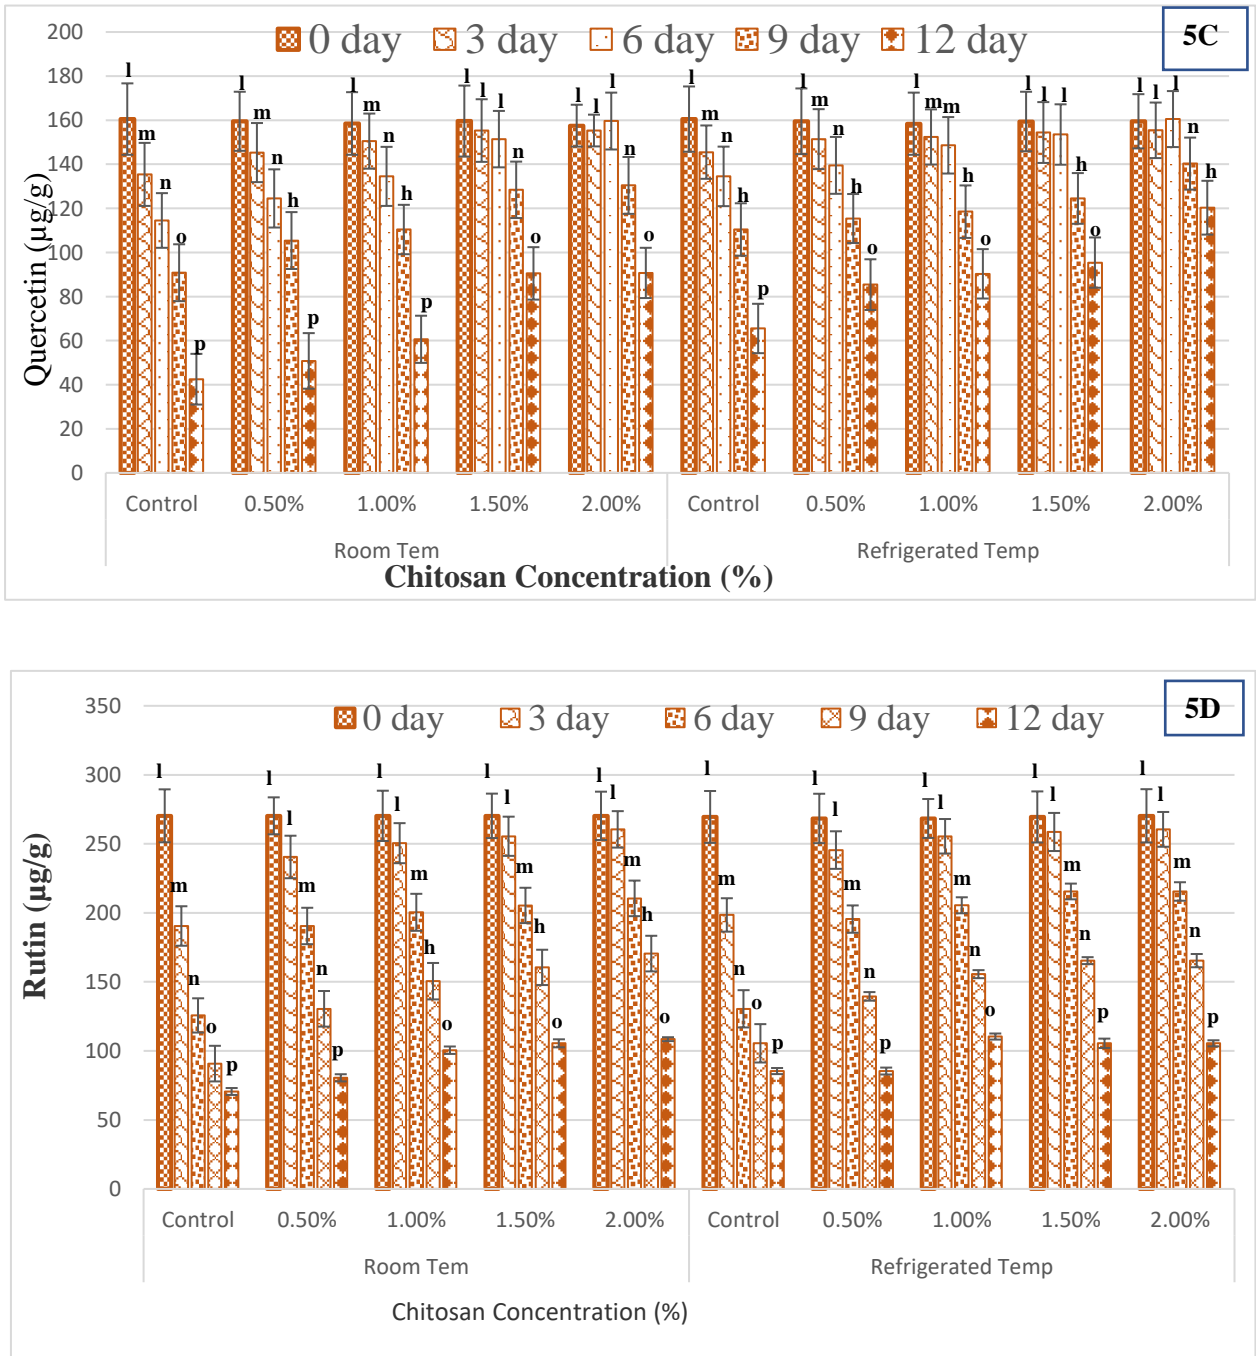 5C
0 day 3 day 6 day 9 day 12 day
Quercetin (µg/g)
200
180
160
140
120
100
80
60
40
20
0
l m n o p l m n h p l m n h p l l l n o l l l n o l m n h p l m n h o l m m h o l l l h o l l l n h
Control 0.50% 1.00% 1.50% 2.00% Control 0.50% 1.00% 1.50% 2.00%
Room Tem Refrigerated Temp
Chitosan Concentration (%)
5D
0 day 3 day 6 day 9 day 12 day
Rutin (µg/g)
350
300
250
200
150
100
50
0
l m n o p l l m n p l l m h o l l m h o l l m h o l m n o p l l m n p l l m n o l l m n p l l m n p
Control 0.50% 1.00% 1.50% 2.00% Control 0.50% 1.00% 1.50% 2.00%
Room Tem Refrigerated Temp
Chitosan Concentration (%)